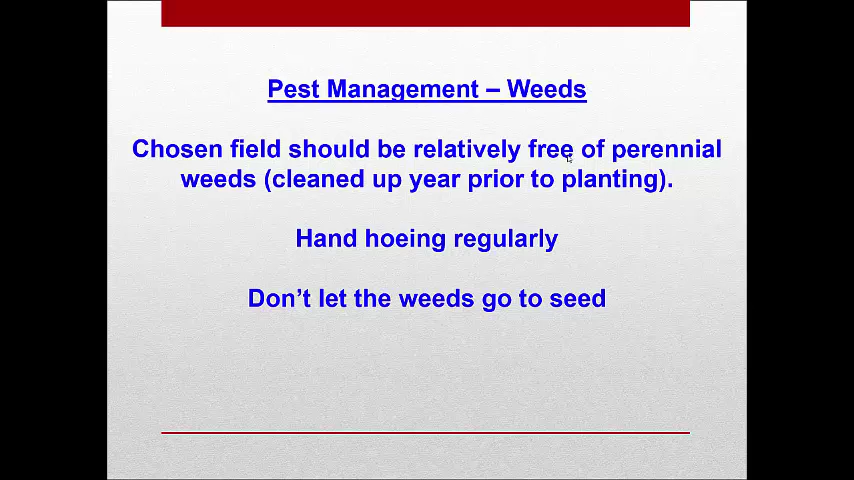 Pest Management – Weeds
Chosen field should be relatively free of perennial
weeds (cleaned up year prior to planting).
Hand hoeing regularly
Don’t let the weeds go to seed